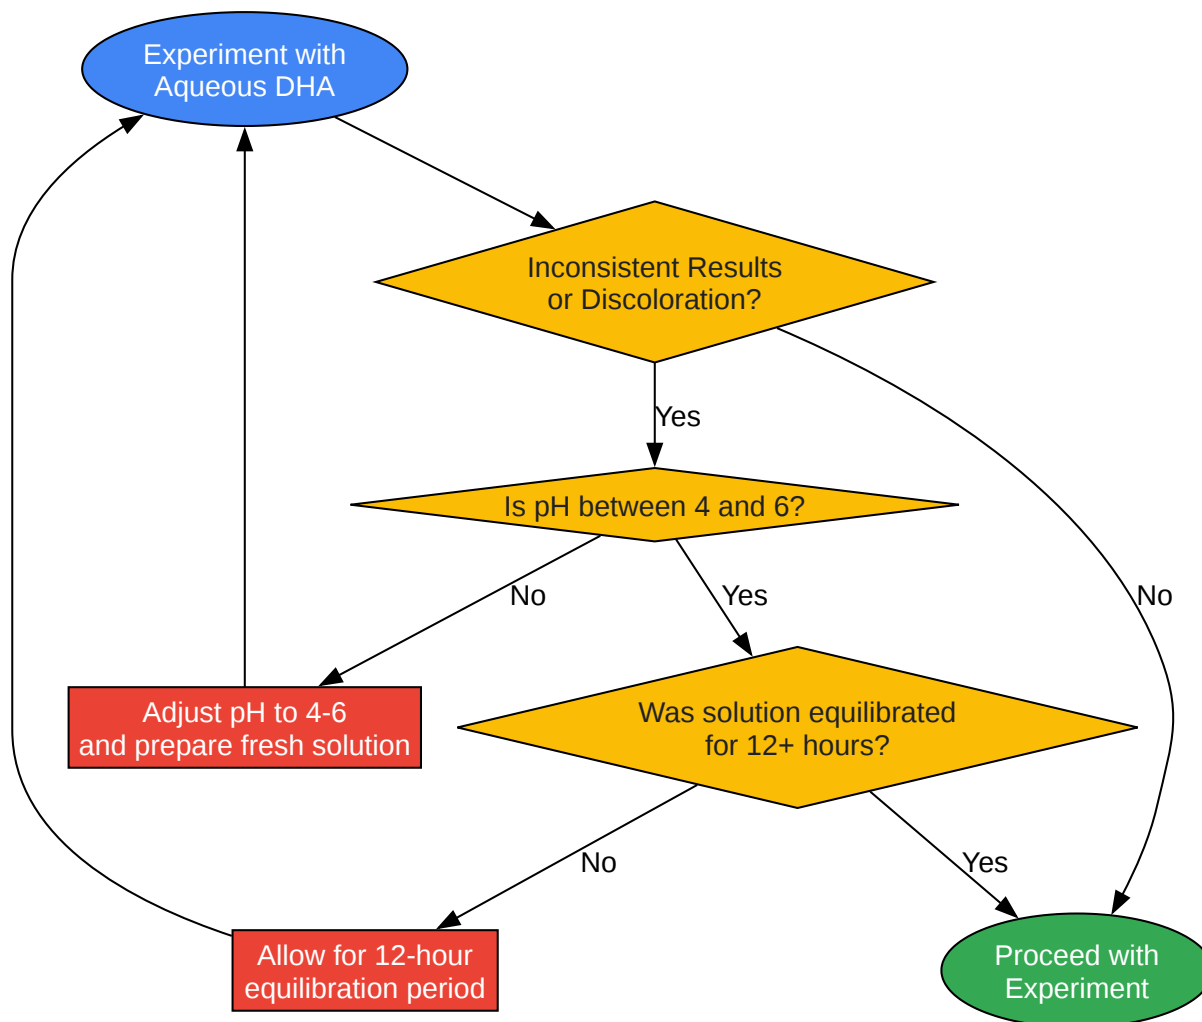 Experiment with
Aqueous DHA
Inconsistent Results
or Discoloration?
Yes
Is pH between 4 and 6?
No
Yes
No
Adjust pH to 4-6
and prepare fresh solution
Was solution equilibrated
for 12+ hours?
No
Yes
Allow for 12-hour
equilibration period
Proceed with
Experiment